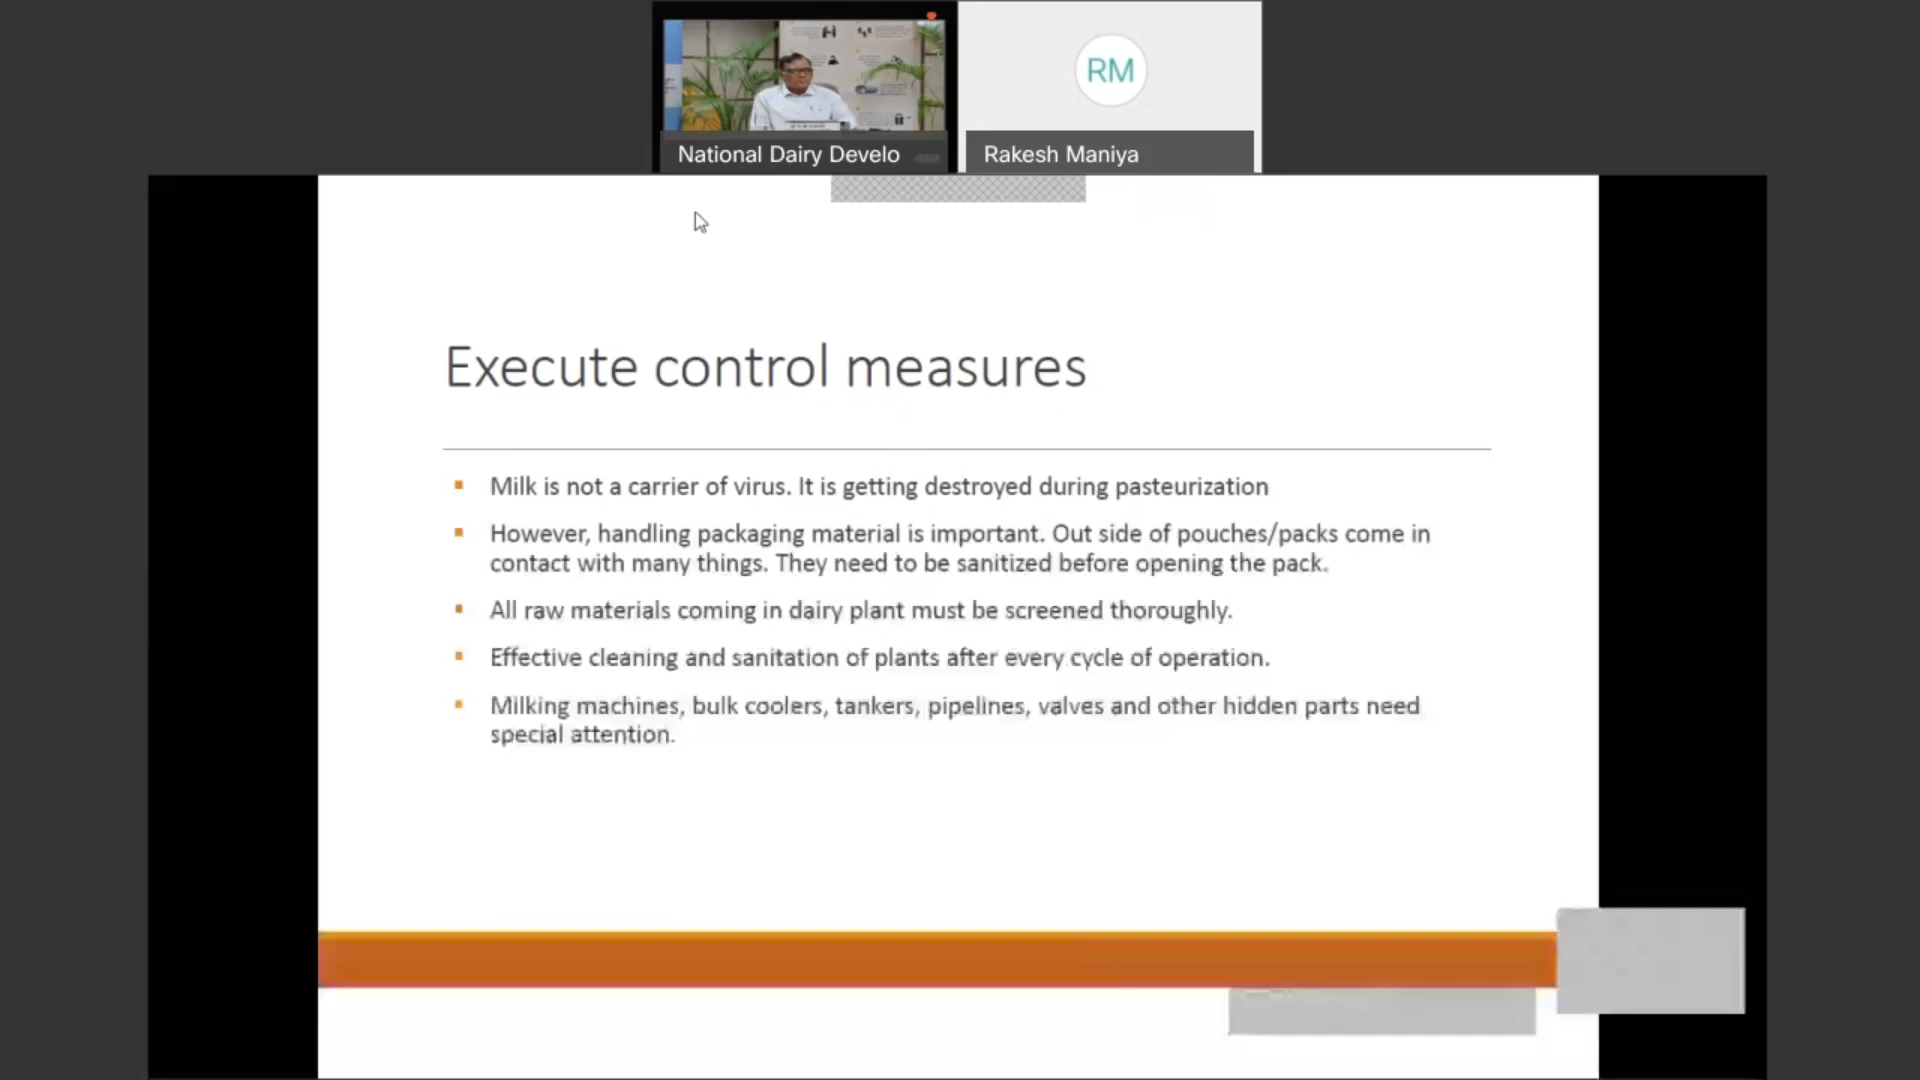 National Dairy Develo
RM
Rakesh Maniya
Execute control measures
Milk is not a carrier of virus. It is getting destroyed during pasteurization
However, handling packaging material is important. Out side of pouches/packs come in
contact with many things. They need to be sanitized before opening the pack.
All raw materials coming in dairy plant must be screened thoroughly.
Effective cleaning and sanitation of plants after every cycle of operation.
Milking machines, bulk coolers, tankers, pipelines, valves and other hidden parts need
special attention.